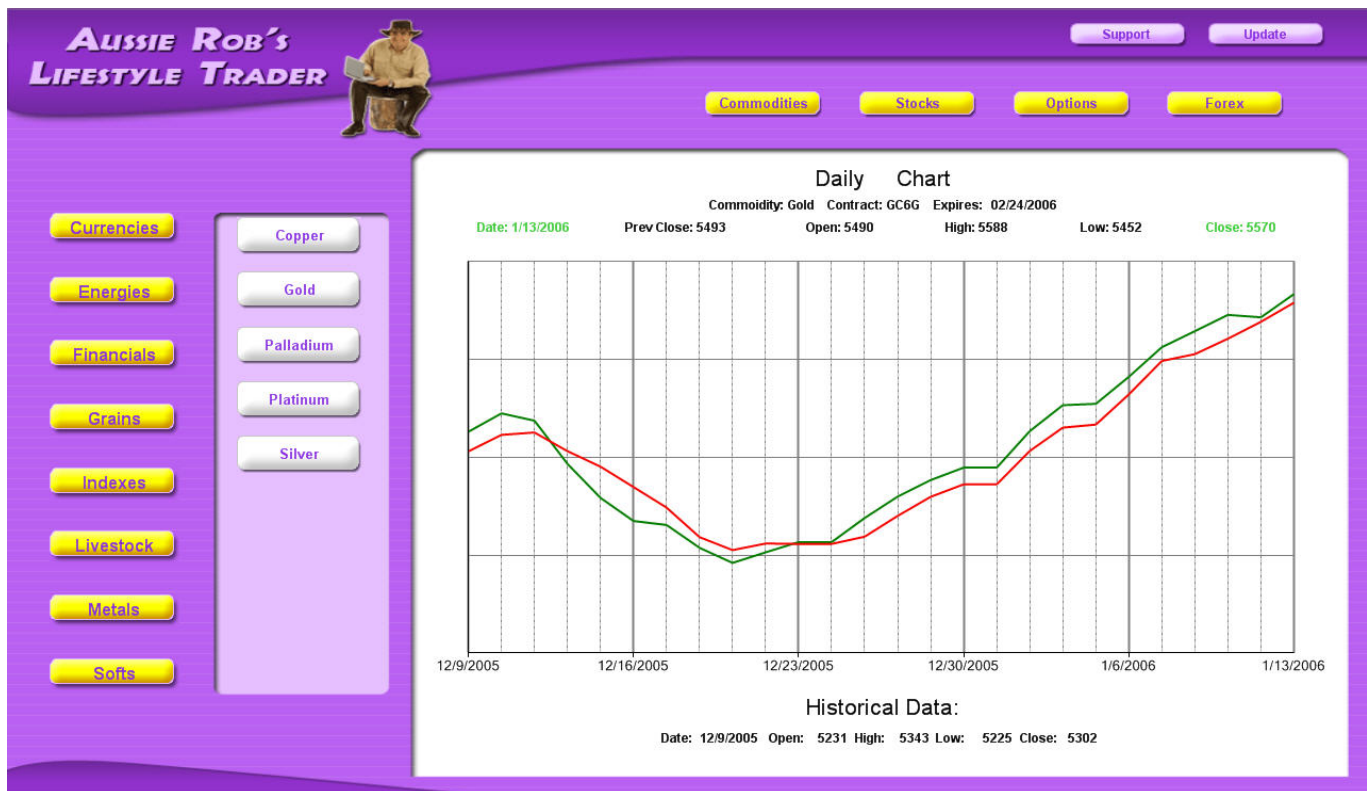 AUSSIE ROB'S
LIFESTYLE TRADER
Support Update
Commodities Stocks Options Forex
Currencies
Energies
Financials
Grains
Indexes
Livestock
Metals
Softs
Copper
Gold
Palladium
Platinum
Silver
Daily Chart
Commoidity: Gold Contract: GC6G Expires: 02/24/2006
Date: 1/13/2006 Prev Close: 5493 Open: 5490 High: 5588 Low: 5452 Close: 5570
12/9/2005 12/16/2005 12/23/2005 12/30/2005 1/6/2006 1/13/2006
Historical Data:
Date: 12/9/2005 Open: 5231 High: 5343 Low: 5225 Close: 5302